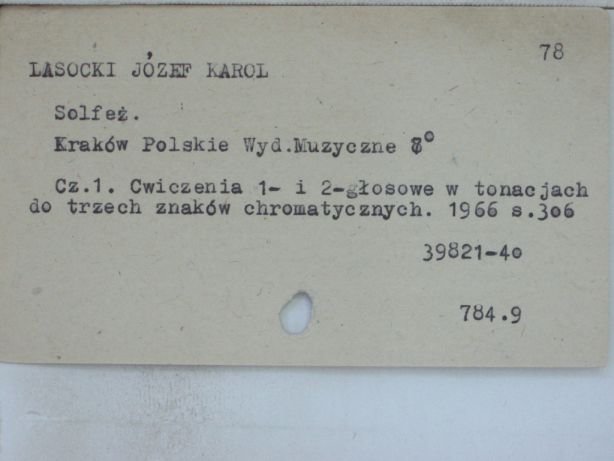 78
LASOCKI JÓZEF KAROL
Solfeż.
Kraków Polskie Wyd.Muzyczne 8°
Cz.1. Cwiczenia 1- i 2-głosowe w tonacjach
do trzech znaków chromatycznych. 1966 s.306
39821-40
784.9